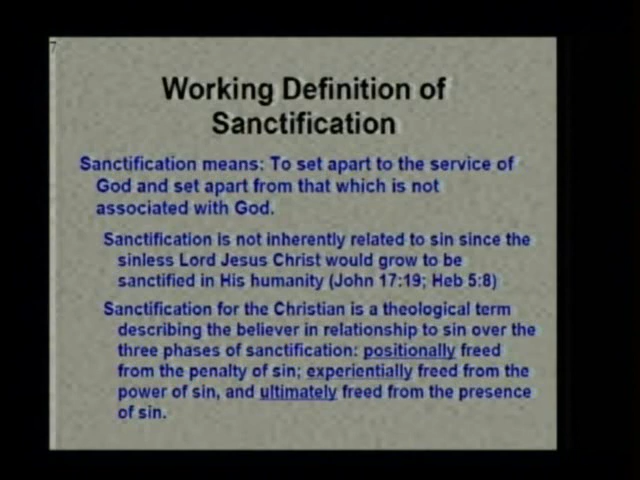 7
Working Definition of
Sanctification
Sanctification means: To set apart to the service of
God and set apart from that which is not
associated with God.
Sanctification is not inherently related to sin since the
sinless Lord Jesus Christ would grow to be
sanctified in His humanity (John 17:19; Heb 5:8)
Sanctification for the Christian is a theological term
describing the believer in relationship to sin over the
three phases of sanctification: positionally freed
from the penalty of sin; experientially freed from the
power of sin, and ultimately freed from the presence
of sin.